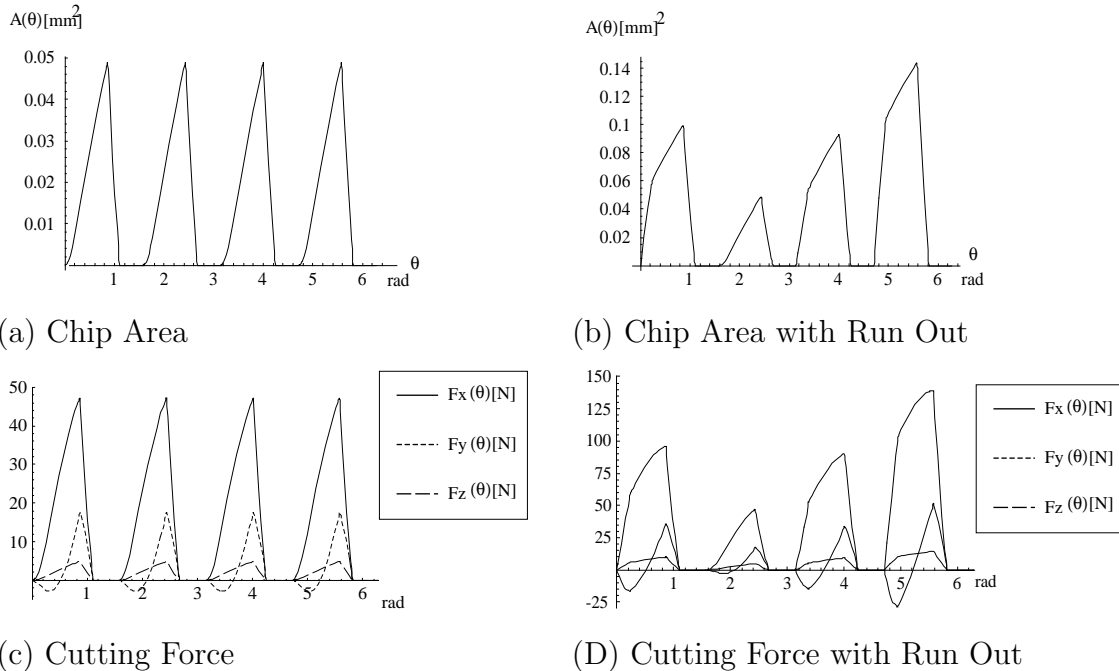 A(θ)[mm²]
0.05
0.04
0.03
0.02
0.01
1 2 3 4 5 6
θ
rad
(a) Chip Area
A(θ)[mm]²
0.14
0.12
0.1
0.08
0.06
0.04
0.02
1 2 3 4 5 6
θ
rad
(b) Chip Area with Run Out
50
40
30
20
10
1 2 3 4 5 6
rad
Fx(θ)[N]
Fy(θ)[N]
Fz(θ)[N]
(c) Cutting Force
150
125
100
75
50
25
0
-25
1 2 3 4 5 6
rad
Fx(θ)[N]
Fy(θ)[N]
Fz(θ)[N]
(D) Cutting Force with Run Out